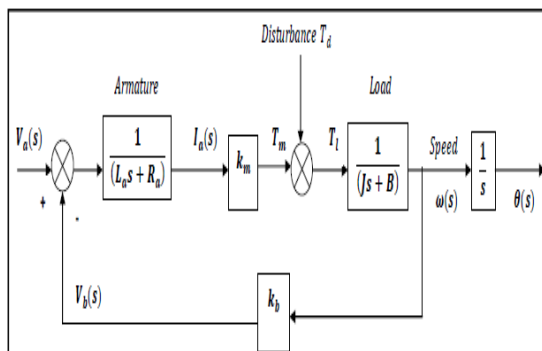 Disturbance T_d
Armature
Load
V_a(s)
1
(L_a s + R_a)
I_a(s)
k_m
T_m
T_l
1
(Js + B)
Speed
ω(s)
1
s
θ(s)
+
-
V_b(s)
k_b